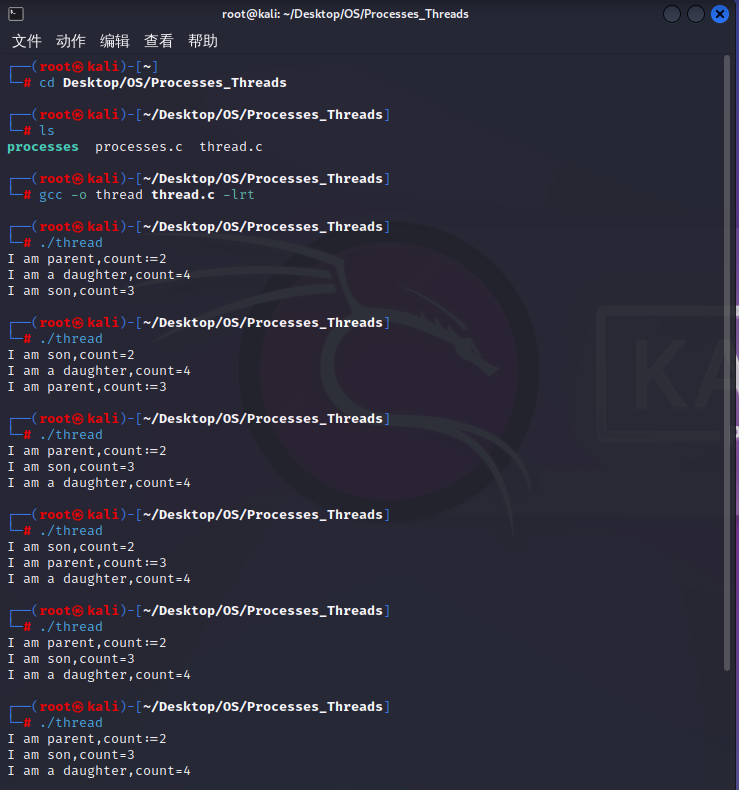 root@kali: ~/Desktop/OS/Processes_Threads
文件 动作 编辑 查看 帮助
┌──(root㉿kali)-[~]
└─# cd Desktop/OS/Processes_Threads
┌──(root㉿kali)-[~/Desktop/OS/Processes_Threads]
└─# ls
processes  processes.c  thread.c
┌──(root㉿kali)-[~/Desktop/OS/Processes_Threads]
└─# gcc -o thread thread.c -lrt
┌──(root㉿kali)-[~/Desktop/OS/Processes_Threads]
└─# ./thread
I am parent,count:=2
I am a daughter,count=4
I am son,count=3
┌──(root㉿kali)-[~/Desktop/OS/Processes_Threads]
└─# ./thread
I am son,count=2
I am a daughter,count=4
I am parent,count:=3
┌──(root㉿kali)-[~/Desktop/OS/Processes_Threads]
└─# ./thread
I am parent,count:=2
I am son,count=3
I am a daughter,count=4
┌──(root㉿kali)-[~/Desktop/OS/Processes_Threads]
└─# ./thread
I am son,count=2
I am parent,count:=3
I am a daughter,count=4
┌──(root㉿kali)-[~/Desktop/OS/Processes_Threads]
└─# ./thread
I am parent,count:=2
I am son,count=3
I am a daughter,count=4
┌──(root㉿kali)-[~/Desktop/OS/Processes_Threads]
└─# ./thread
I am parent,count:=2
I am son,count=3
I am a daughter,count=4
KA